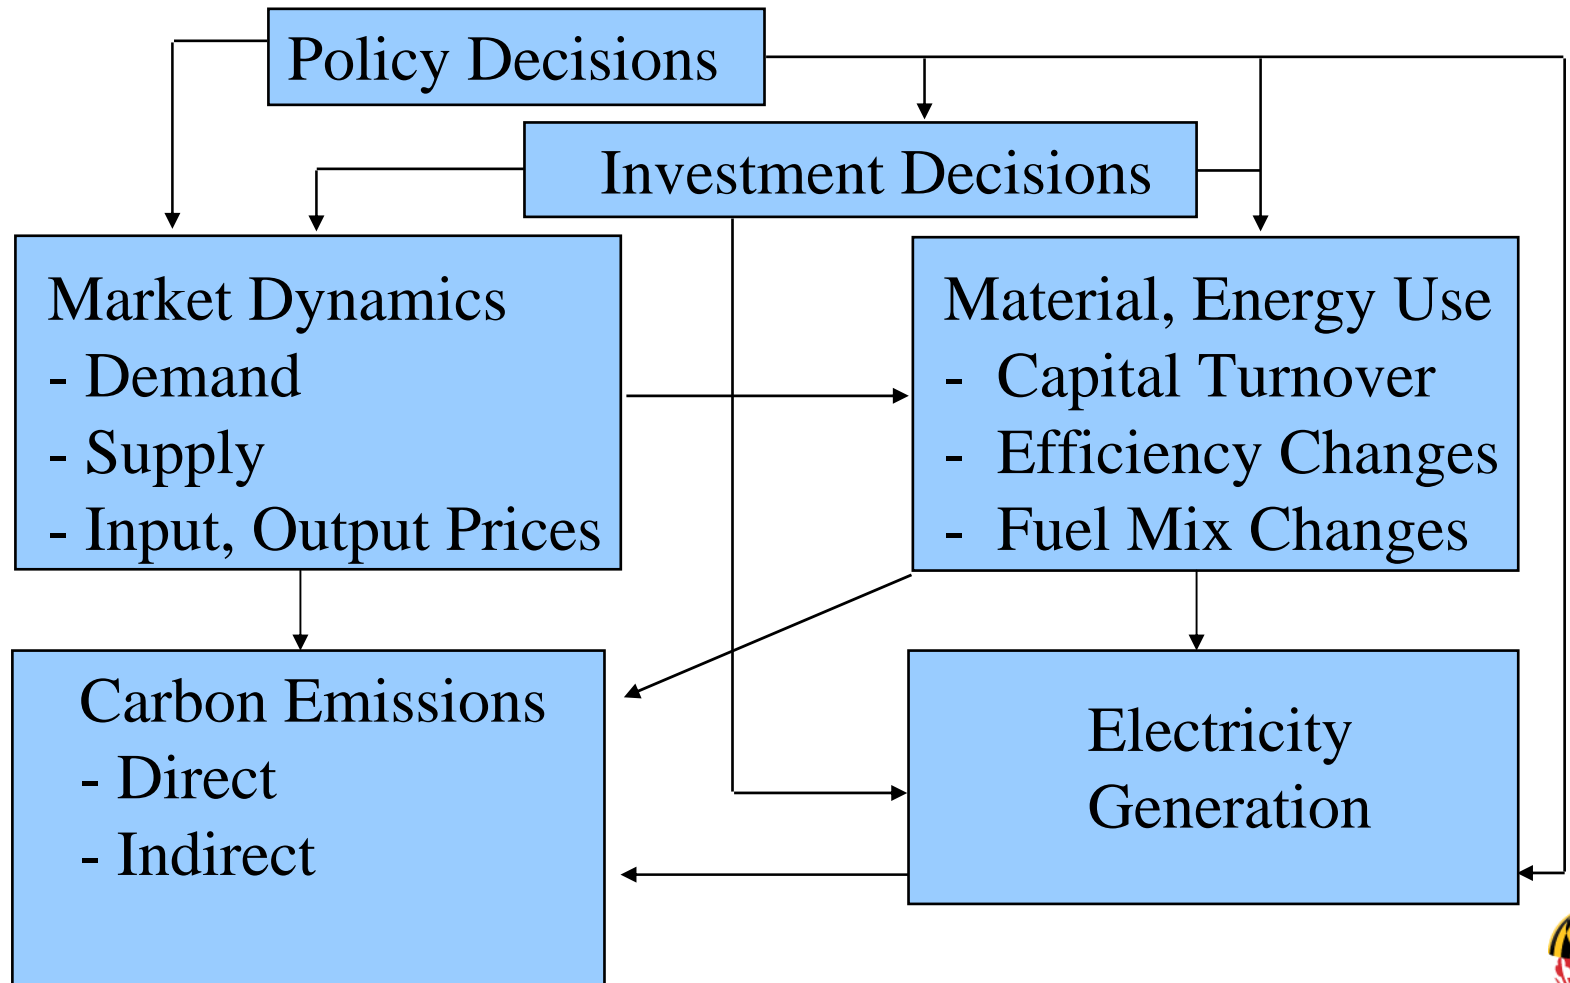 Policy Decisions
Investment Decisions
Market Dynamics
- Demand
- Supply
- Input, Output Prices
Material, Energy Use
- Capital Turnover
- Efficiency Changes
- Fuel Mix Changes
Carbon Emissions
- Direct
- Indirect
Electricity
Generation